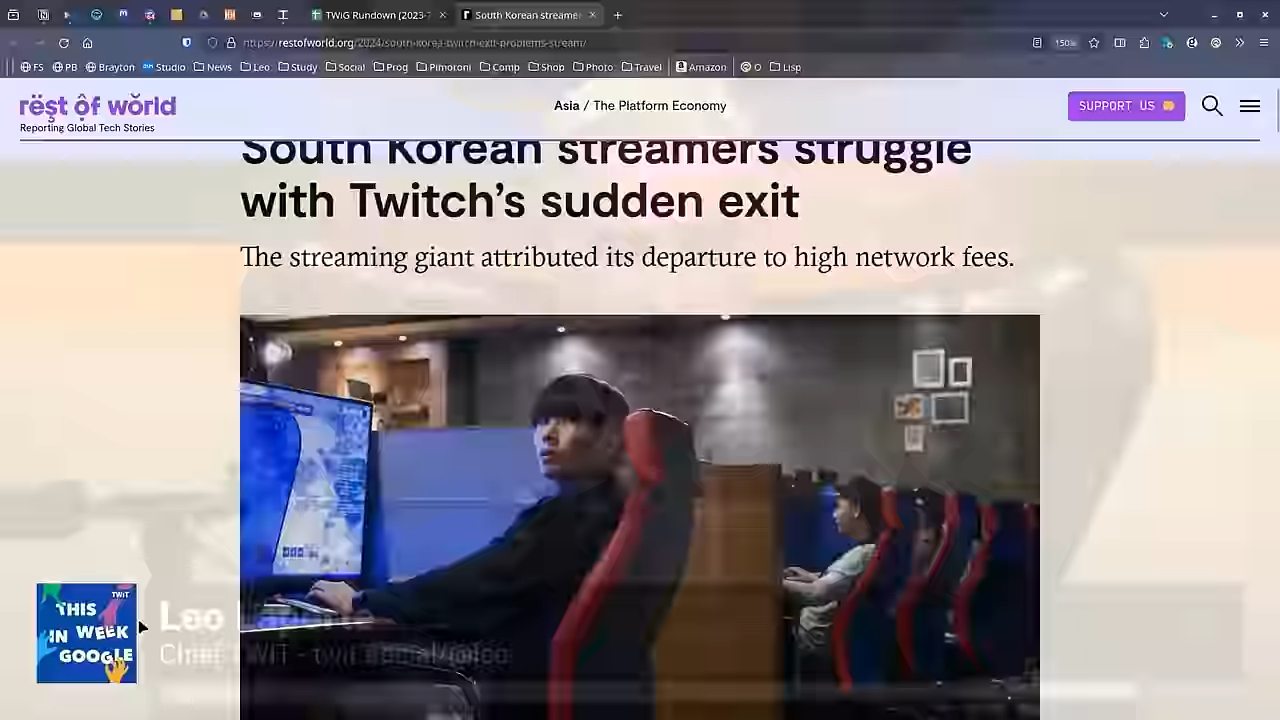 TWiG Rundown (2023-
South Korean streamer
https://restofworld.org/2024/south-korea-twitch-exit-problems-stream/
150%
FS
PB
Brayton
Studio
News
Leo
Study
Social
Prog
Pimoroni
Comp
Shop
Photo
Travel
Amazon
O
Lisp
rest of world
Reporting Global Tech Stories
Asia / The Platform Economy
SUPPORT US
South Korean streamers struggle
with Twitch's sudden exit
The streaming giant attributed its departure to high network fees.
TWiT
THIS
IN WEEK
GOOGLE
Leo